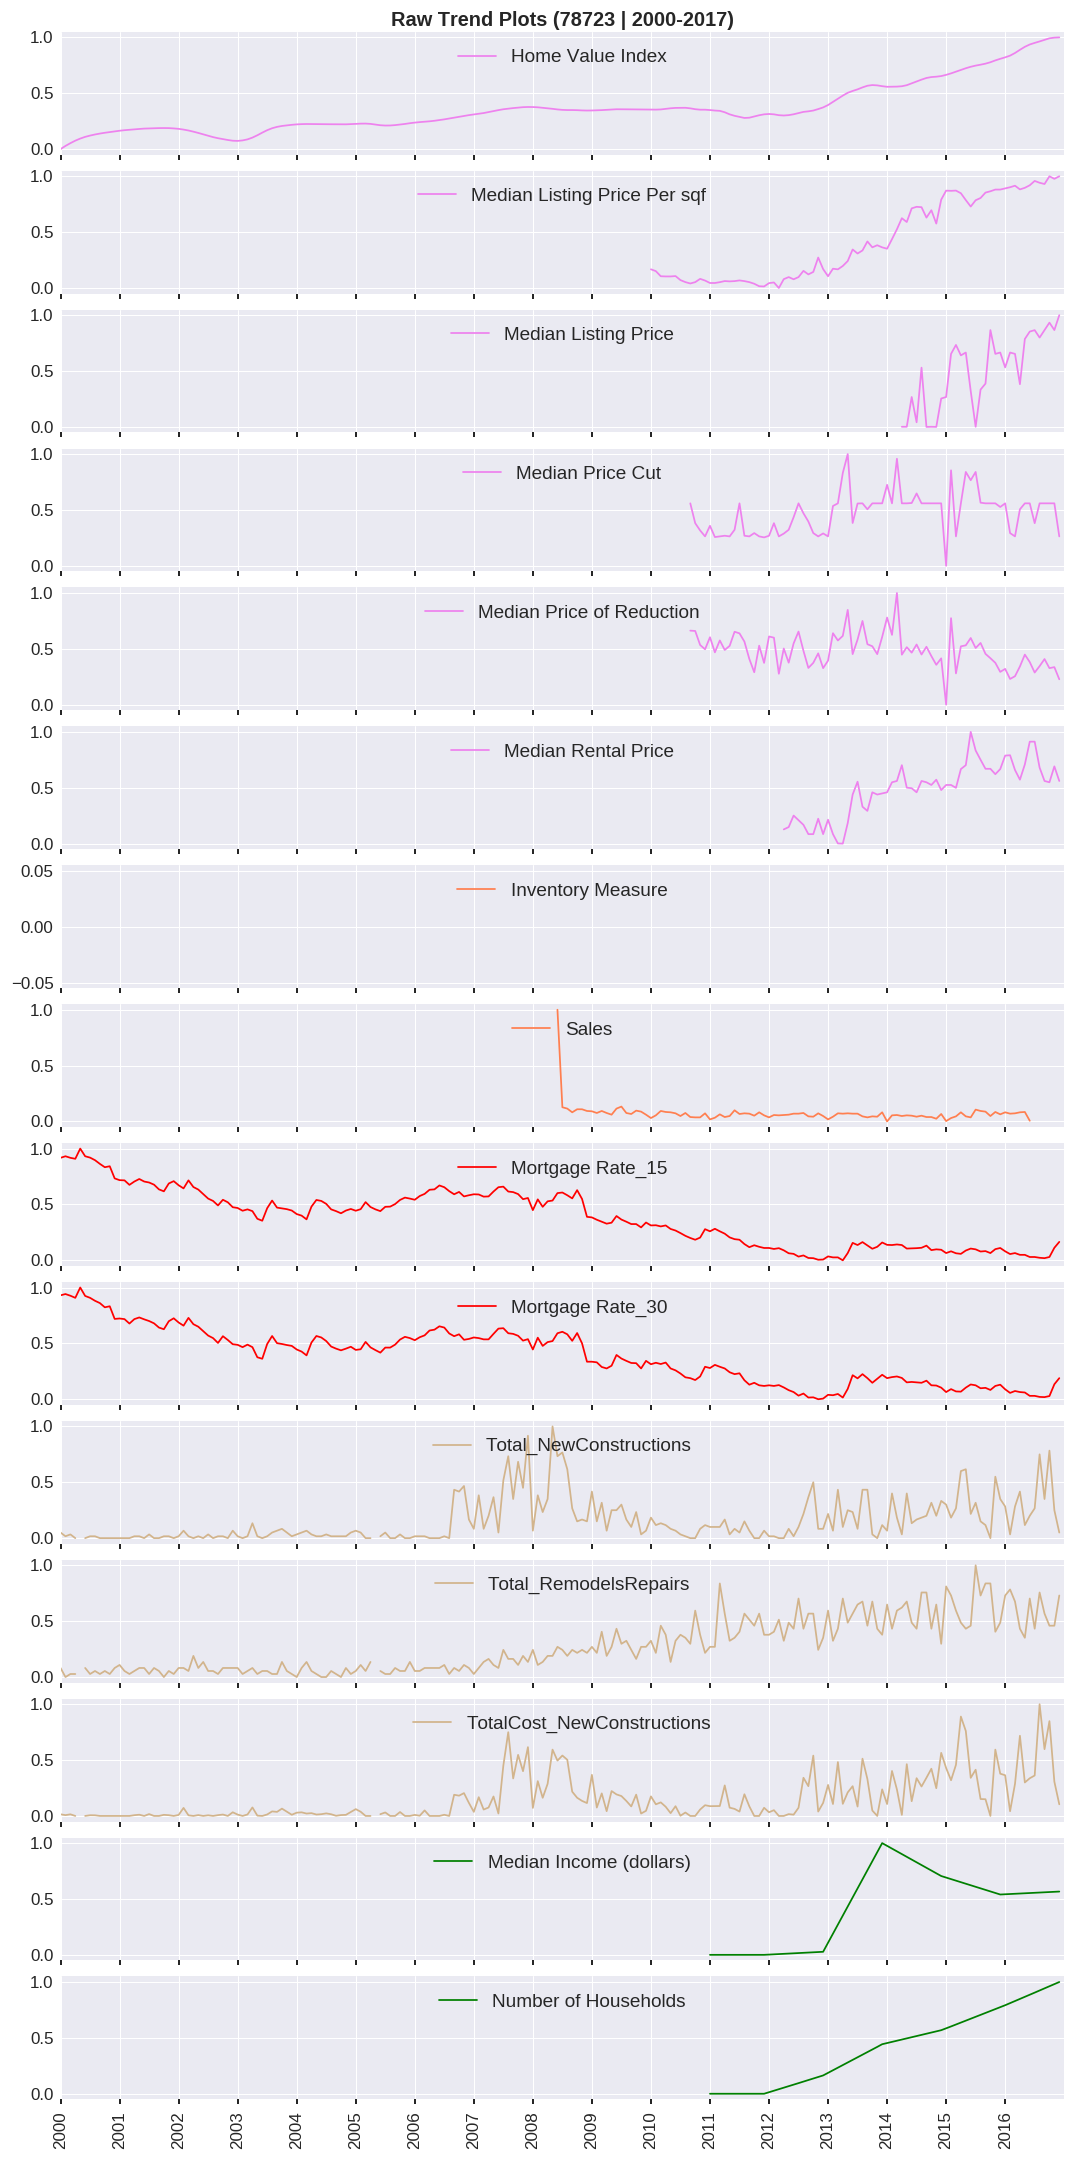 Raw Trend Plots (78723 | 2000-2017)
1.0
Home Value Index
0.5
0.0
1.0
Median Listing Price Per sqf
0.5
0.0
1.0
Median Listing Price
0.5
0.0
1.0
Median Price Cut
0.5
0.0
1.0
Median Price of Reduction
0.5
0.0
1.0
Median Rental Price
0.5
0.0
0.05
Inventory Measure
0.00
−0.05
1.0
Sales
0.5
0.0
1.0
Mortgage Rate_15
0.5
0.0
1.0
Mortgage Rate_30
0.5
0.0
1.0
Total_NewConstructions
0.5
0.0
1.0
Total_RemodelsRepairs
0.5
0.0
1.0
TotalCost_NewConstructions
0.5
0.0
1.0
Median Income (dollars)
0.5
0.0
1.0
Number of Households
0.5
0.0
2000 2001 2002 2003 2004 2005 2006 2007 2008 2009 2010 2011 2012 2013 2014 2015 2016